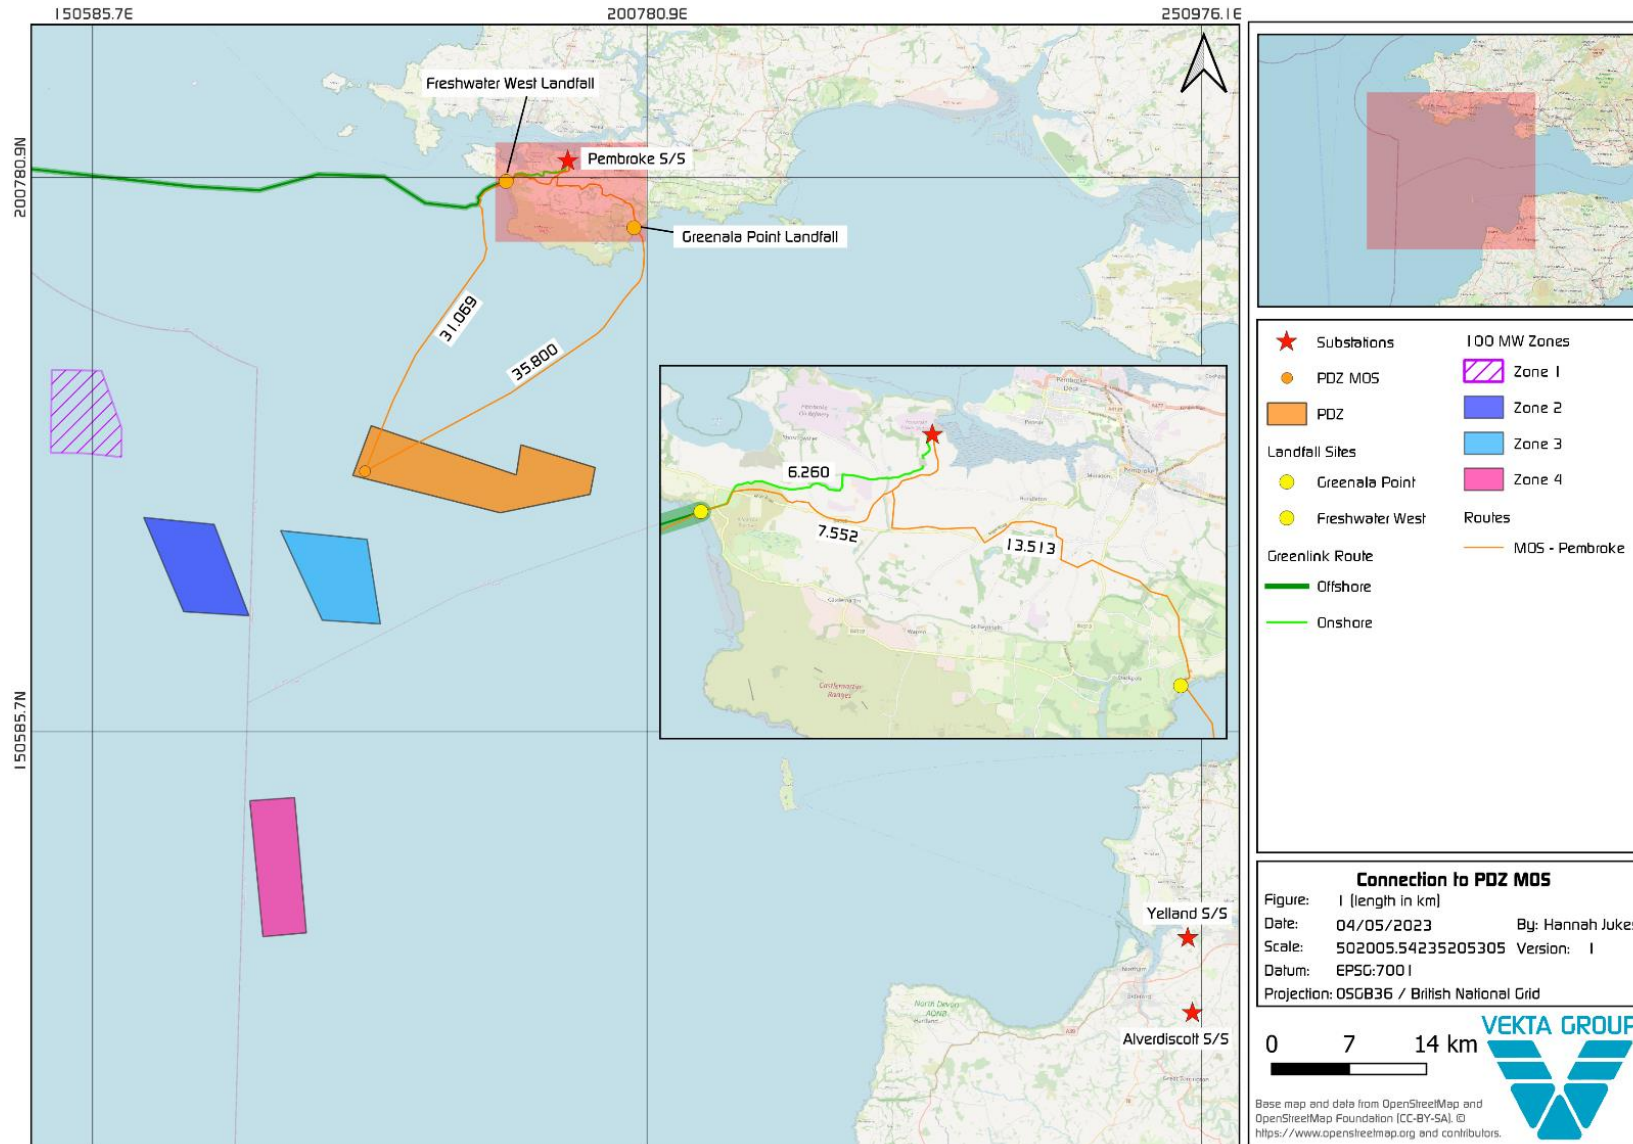 150585.7E
200780.9E
250976.1E
200780.9N
150585.7N
Freshwater West Landfall
Pembroke S/S
Greenala Point Landfall
31.069
35.800
6.260
7.552
13.513
Castlemartin
Ranges
Yelland S/S
North Devon
AONB
Alverdiscott S/S
Substations
PDZ MOS
PDZ
Landfall Sites
Greenala Point
Freshwater West
Greenlink Route
Offshore
Onshore
100 MW Zones
Zone 1
Zone 2
Zone 3
Zone 4
Routes
MOS - Pembroke
Connection to PDZ MOS
Figure: 1 (length in km)
Date: 04/05/2023 By: Hannah Jukes
Scale: 502005.54235205305 Version: 1
Datum: EPSG:7001
Projection: OSGB36 / British National Grid
0 7 14 km
VEKTA GROUP
Base map and data from OpenStreetMap and
OpenStreetMap Foundation (CC-BY-SA). ©
https://www.openstreetmap.org and contributors.